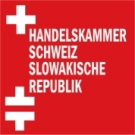 HANDELSKAMMER
SCHWEIZ
SLOWAKISCHE
REPUBLIK